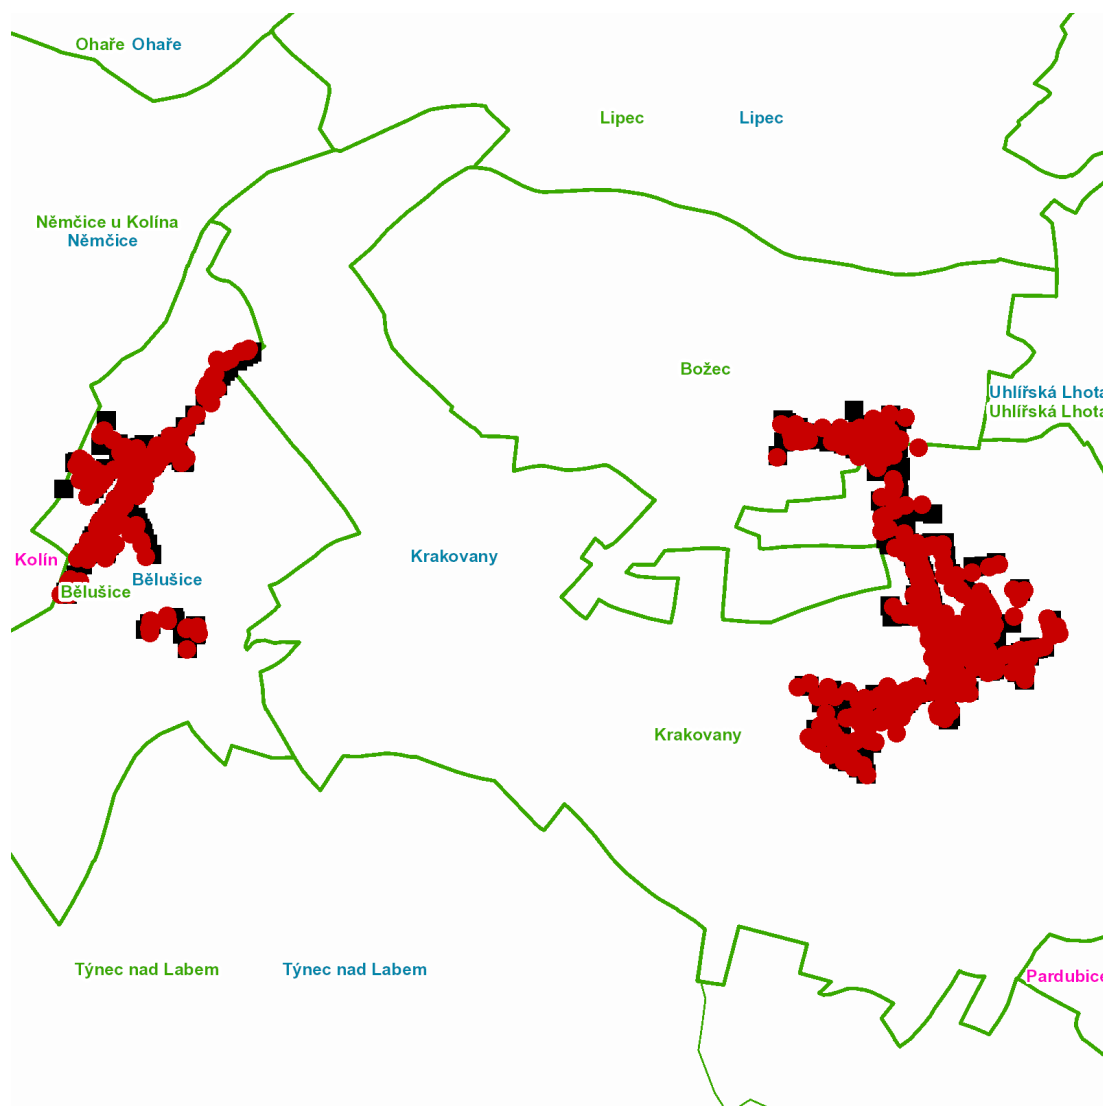 Ohaře Ohaře
Lipec Lipec
Němčice u Kolína
Němčice
Božec
Uhlířská Lhota
Uhlířská Lhota
Kolín
Krakovany
Bělušice
Bělušice
Krakovany
Týnec nad Labem Týnec nad Labem
Pardubice